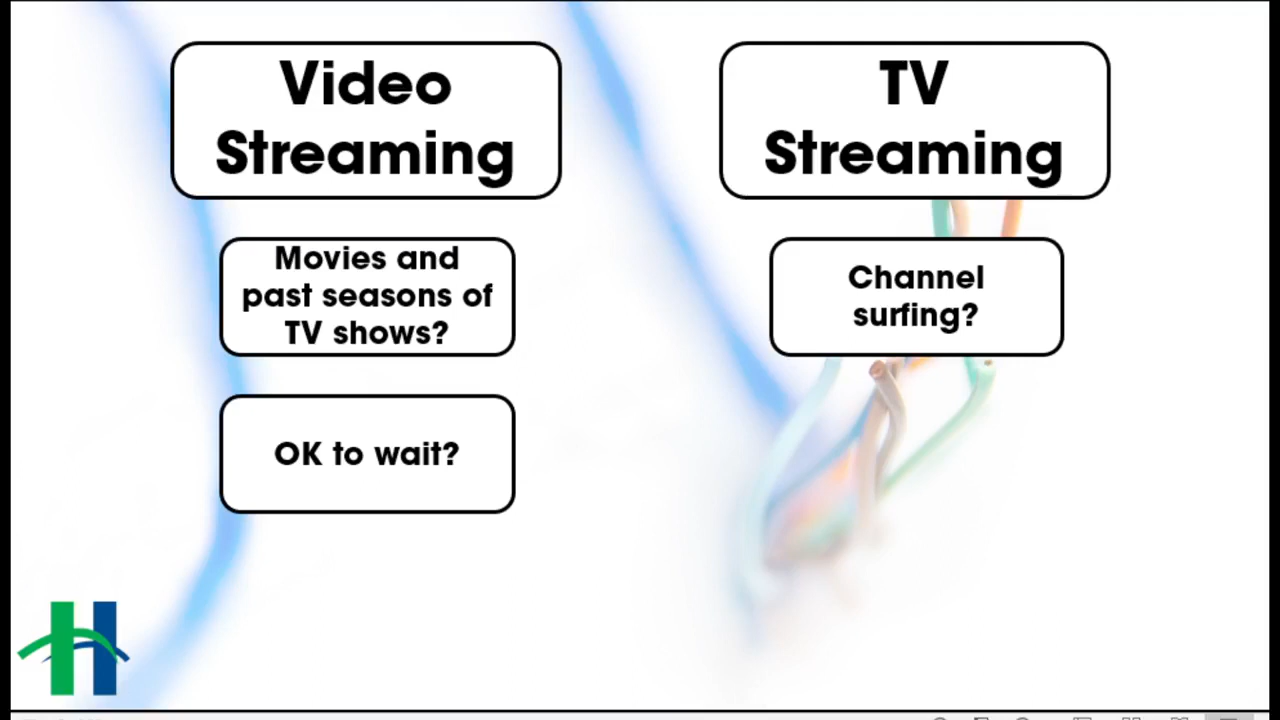 Video
Streaming
TV
Streaming
Movies and
past seasons of
TV shows?
Channel
surfing?
OK to wait?